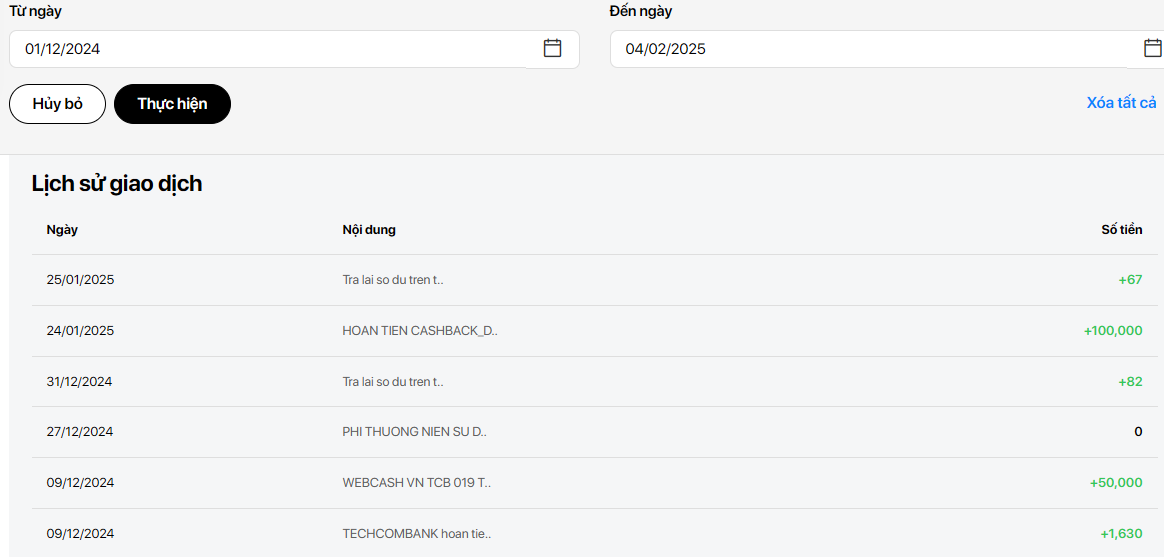 Từ ngày Đến ngày
01/12/2024 04/02/2025
Hủy bỏ Thực hiện Xóa tất cả
Lịch sử giao dịch
Ngày Nội dung Số tiền
25/01/2025 Tra lai so du tren t.. +67
24/01/2025 HOAN TIEN CASHBACK_D.. +100,000
31/12/2024 Tra lai so du tren t.. +82
27/12/2024 PHI THUONG NIEN SU D.. 0
09/12/2024 WEBCASH VN TCB 019 T.. +50,000
09/12/2024 TECHCOMBANK hoan tie.. +1,630